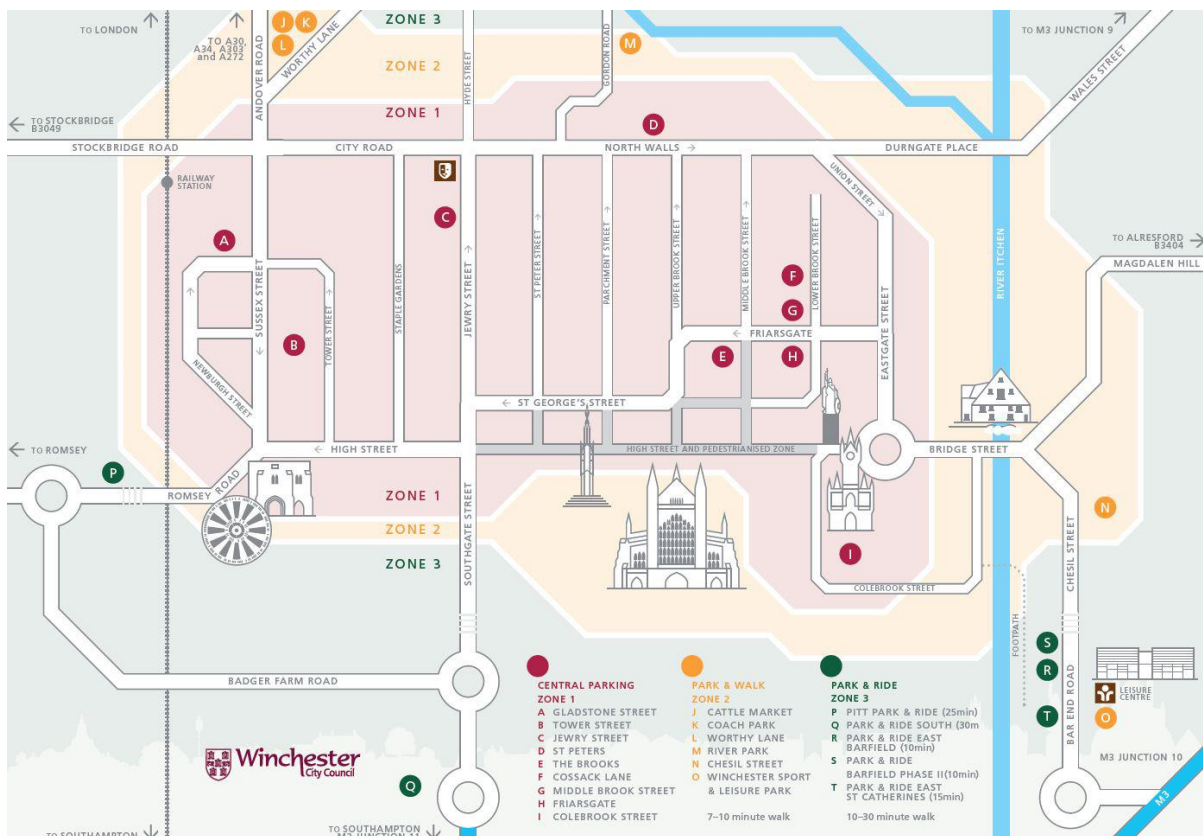 TO LONDON
TO A30,
A34, A303
and A272
ANDOVER ROAD
J
K
L
WORTHY LANE
ZONE 3
ZONE 2
ZONE 1
HYDE STREET
GORDON ROAD
M
TO M3 JUNCTION 9
WALES STREET
TO STOCKBRIDGE
B3049
STOCKBRIDGE ROAD
CITY ROAD
NORTH WALLS
D
DURNGATE PLACE
UNION STREET
RAILWAY
STATION
A
C
SUSSEX STREET
B
TOWER STREET
NEWBURGH STREET
STAPLE GARDENS
JEWRY STREET
ST PETER STREET
PARCHMENT STREET
UPPER BROOK STREET
MIDDLE BROOK STREET
LOWER BROOK STREET
F
G
FRIARSGATE
E
H
EASTGATE STREET
RIVER ITCHEN
TO ALRESFORD
B3404
MAGDALEN HILL
ST GEORGE'S STREET
HIGH STREET
HIGH STREET AND PEDESTRIANISED ZONE
BRIDGE STREET
TO ROMSEY
P
ROMSEY ROAD
ZONE 1
ZONE 2
ZONE 3
SOUTHGATE STREET
I
COLEBROOK STREET
N
CHESIL STREET
FOOTPATH
BADGER FARM ROAD
S
R
T
BAR END ROAD
LEISURE
CENTRE
O
M3 JUNCTION 10
M3
Winchester
City Council
Q
TO SOUTHAMPTON
TO SOUTHAMPTON
M3 JUNCTION 11
CENTRAL PARKING
ZONE 1
A GLADSTONE STREET
B TOWER STREET
C JEWRY STREET
D ST PETERS
E THE BROOKS
F COSSACK LANE
G MIDDLE BROOK STREET
H FRIARSGATE
I COLEBROOK STREET
PARK & WALK
ZONE 2
J CATTLE MARKET
K COACH PARK
L WORTHY LANE
M RIVER PARK
N CHESIL STREET
O WINCHESTER SPORT
& LEISURE PARK
7–10 minute walk
PARK & RIDE
ZONE 3
P PITT PARK & RIDE (25min)
Q PARK & RIDE SOUTH (30m
R PARK & RIDE EAST
BARFIELD (10min)
S PARK & RIDE
BARFIELD PHASE II(10min)
T PARK & RIDE EAST
ST CATHERINES (15min)
10–30 minute walk